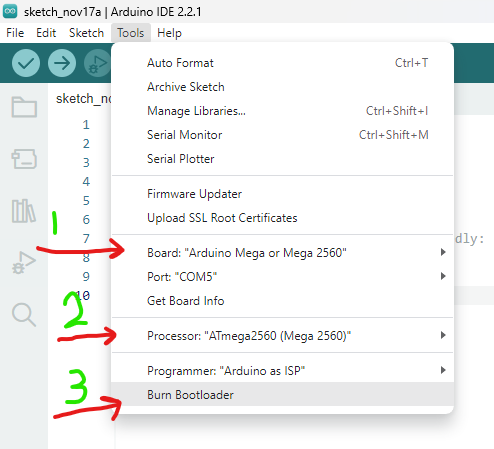 sketch_nov17a | Arduino IDE 2.2.1
File Edit Sketch Tools Help
Auto Format Ctrl+T
sketch_no
Archive Sketch
1
Manage Libraries... Ctrl+Shift+I
2
Serial Monitor Ctrl+Shift+M
3
Serial Plotter
4
5
Firmware Updater
6
Upload SSL Root Certificates
1
7
dly:
Board: "Arduino Mega or Mega 2560"
8
Port: "COM5"
9
Get Board Info
10
2
Processor: "ATmega2560 (Mega 2560)"
Programmer: "Arduino as ISP"
3
Burn Bootloader